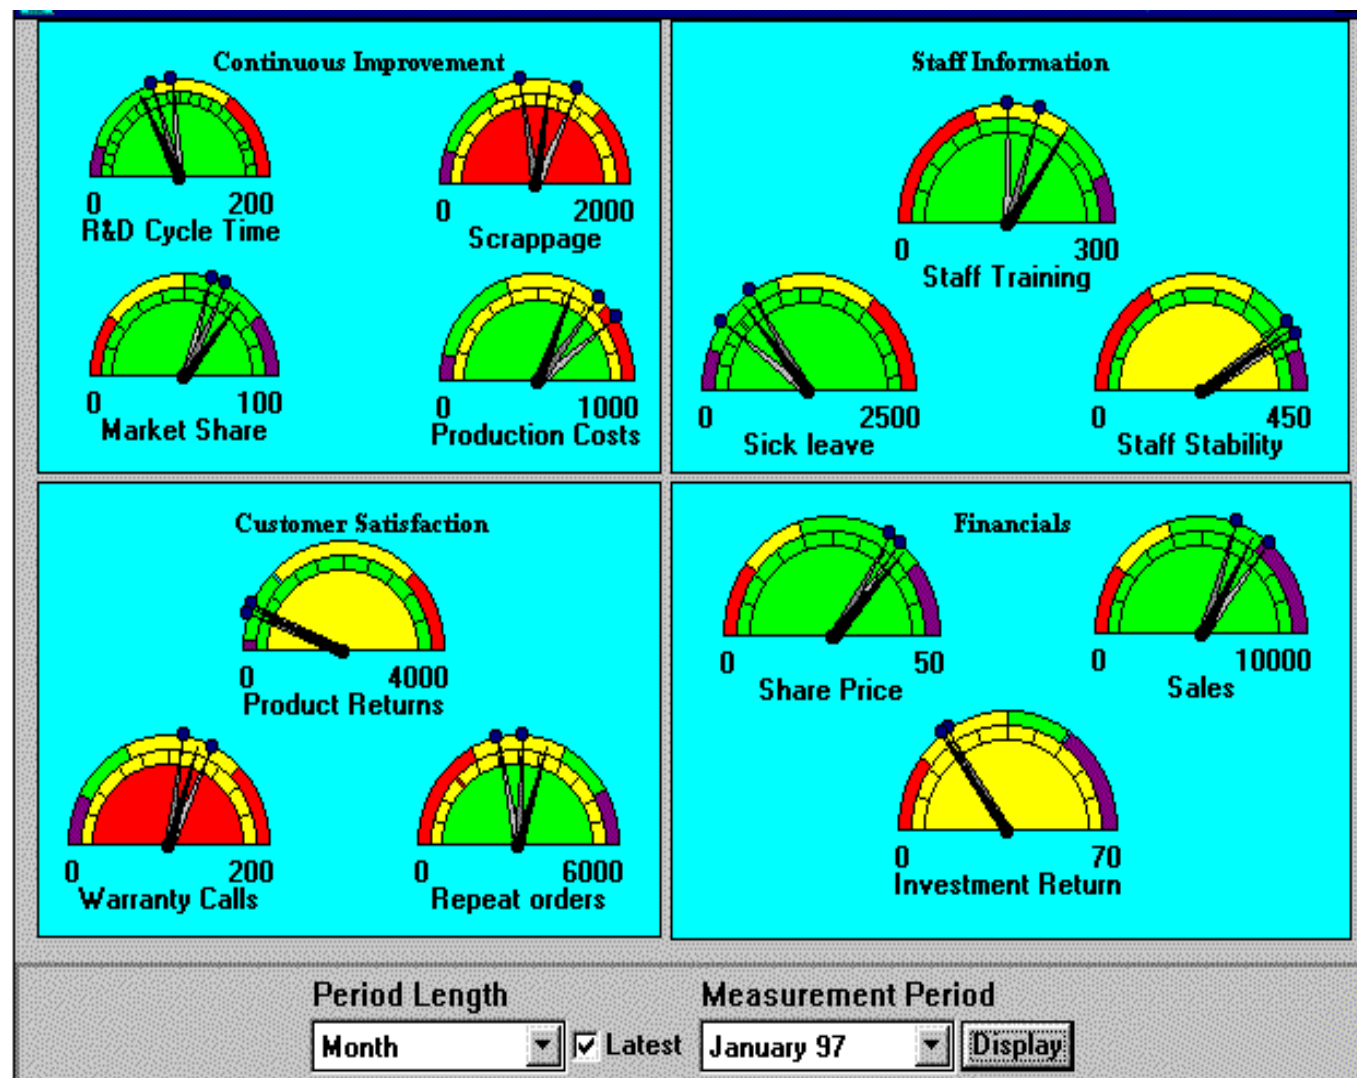 Continuous Improvement
0 200
R&D Cycle Time
0 2000
Scrappage
0 100
Market Share
0 1000
Production Costs
Staff Information
0 300
Staff Training
0 2500
Sick leave
0 450
Staff Stability
Customer Satisfaction
0 4000
Product Returns
0 200
Warranty Calls
0 6000
Repeat orders
Financials
0 50
Share Price
0 10000
Sales
0 70
Investment Return
Period Length
Month
Latest
Measurement Period
January 97
Display